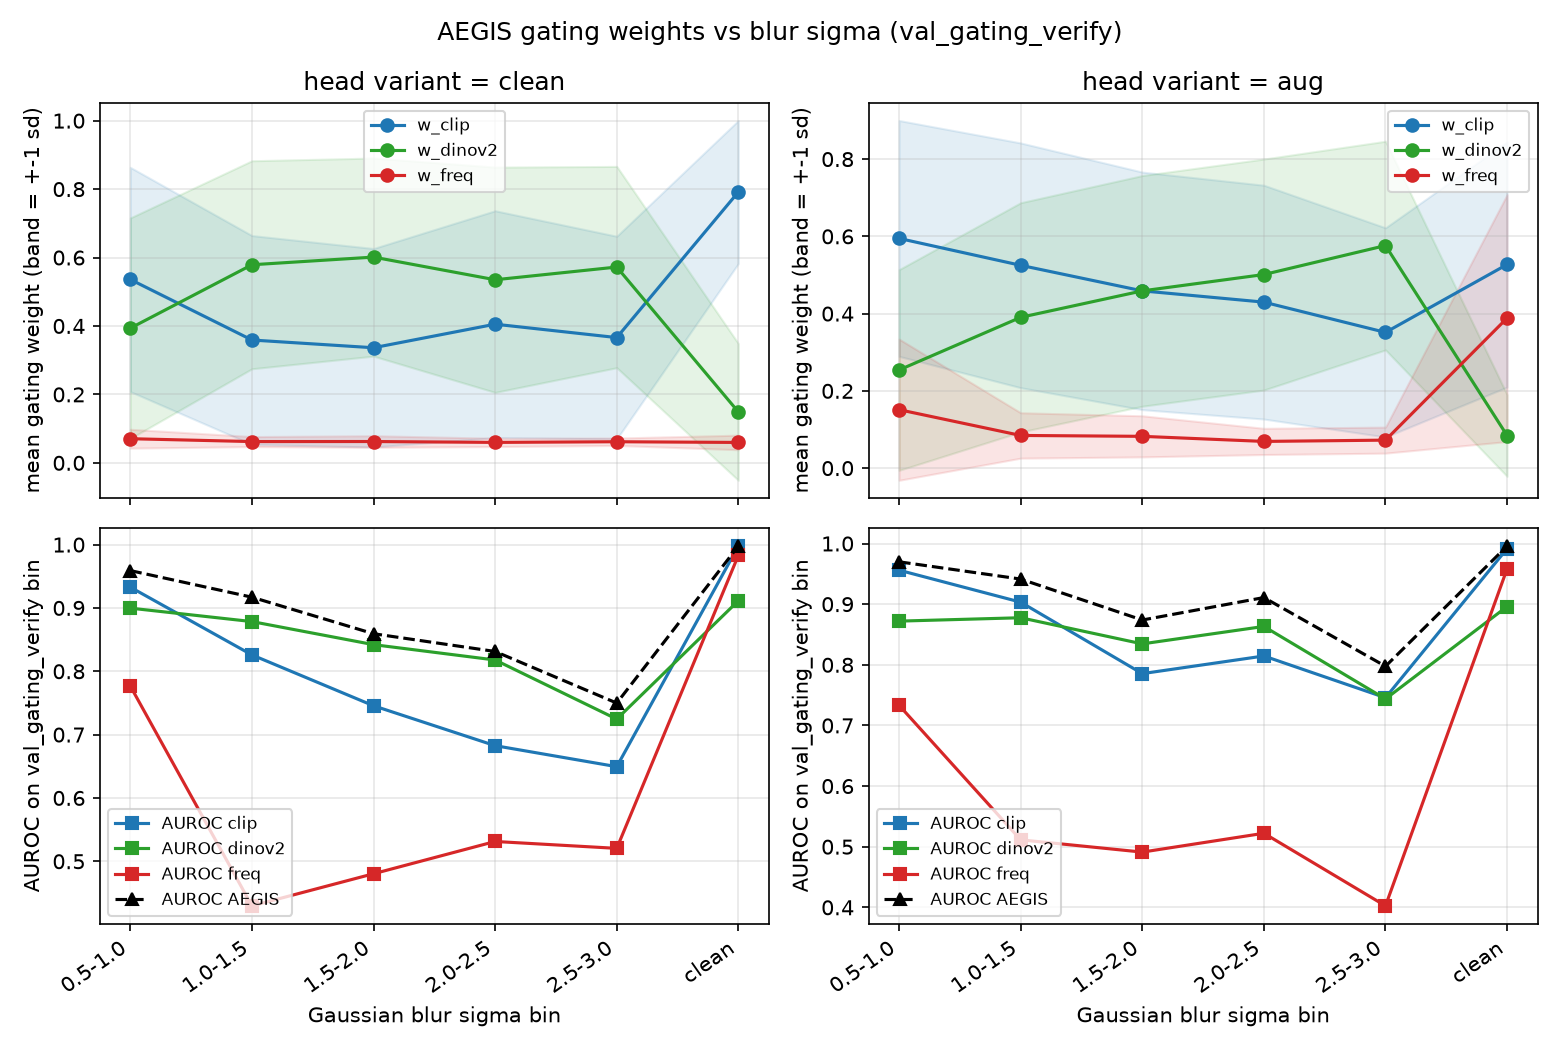 AEGIS gating weights vs blur sigma (val_gating_verify)
head variant = clean
mean gating weight (band = +-1 sd)
1.0
0.8
0.6
0.4
0.2
0.0
w_clip
w_dinov2
w_freq
head variant = aug
mean gating weight (band = +-1 sd)
0.8
0.6
0.4
0.2
0.0
w_clip
w_dinov2
w_freq
AUROC on val_gating_verify bin
1.0
0.9
0.8
0.7
0.6
0.5
AUROC clip
AUROC dinov2
AUROC freq
AUROC AEGIS
0.5-1.0
1.0-1.5
1.5-2.0
2.0-2.5
2.5-3.0
clean
Gaussian blur sigma bin
AUROC on val_gating_verify bin
1.0
0.9
0.8
0.7
0.6
0.5
0.4
AUROC clip
AUROC dinov2
AUROC freq
AUROC AEGIS
0.5-1.0
1.0-1.5
1.5-2.0
2.0-2.5
2.5-3.0
clean
Gaussian blur sigma bin